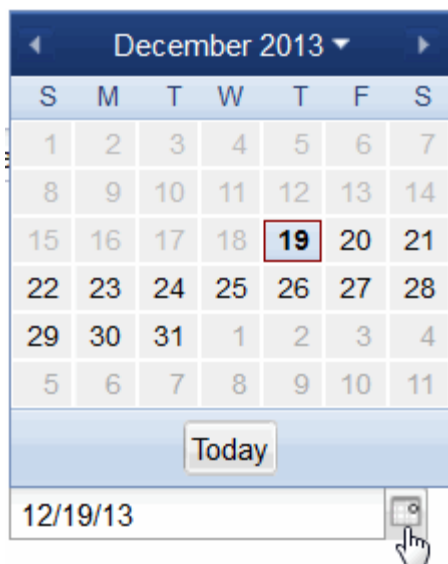 December 2013
S M T W T F S
1 2 3 4 5 6 7
8 9 10 11 12 13 14
15 16 17 18 19 20 21
22 23 24 25 26 27 28
29 30 31 1 2 3 4
5 6 7 8 9 10 11
Today
12/19/13